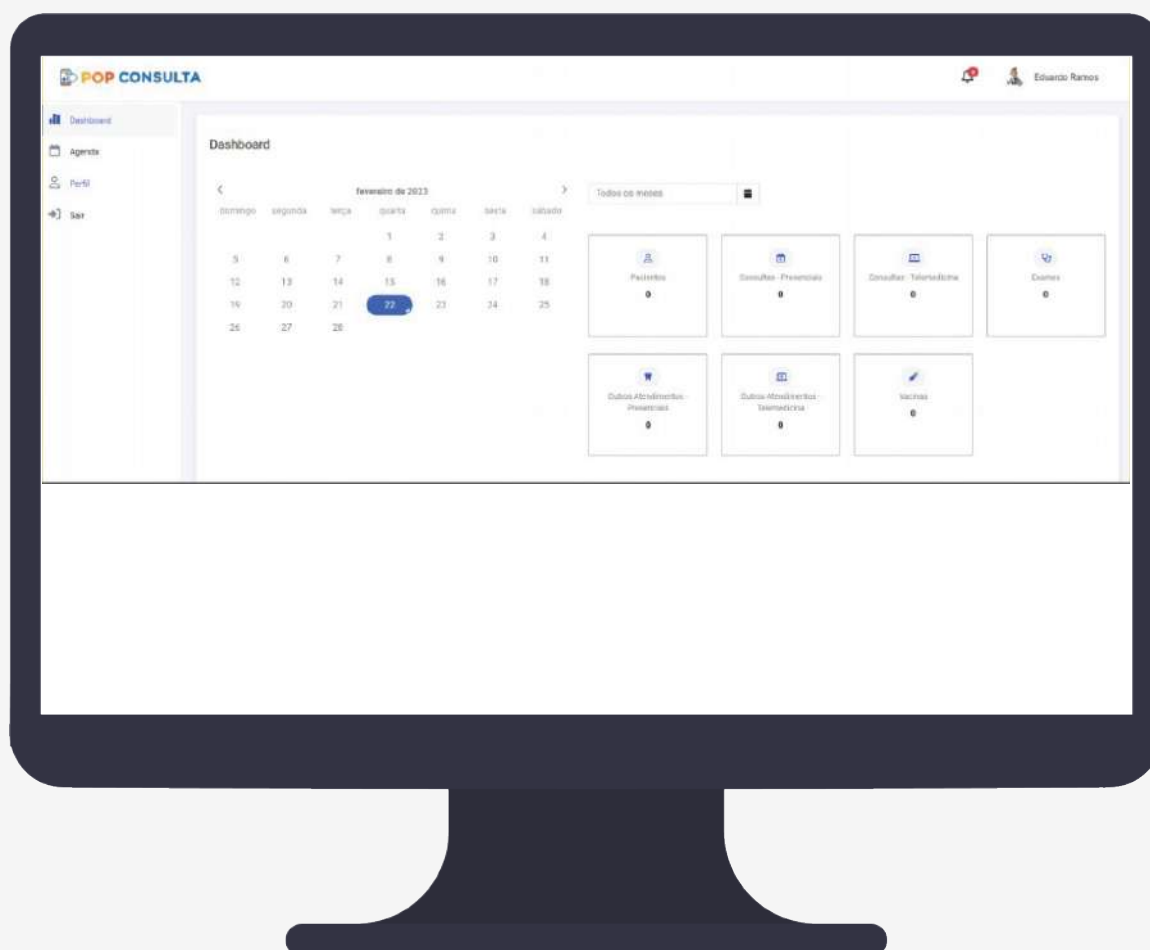 POP CONSULTA
Eduardo Ramos
Dashboard
Agenda
Perfil
Sair
Dashboard
fevereiro de 2023
domingo segunda terça quarta quinta sexta sábado
1 2 3 4
5 6 7 8 9 10 11
12 13 14 15 16 17 18
19 20 21 22 23 24 25
26 27 28
Todos os meses
Pacientes
0
Consultas - Presenciais
0
Consultas - Telemedicina
0
Exames
0
Outros Atendimentos -
Presenciais
0
Outros Atendimentos -
Telemedicina
0
Vacinas
0